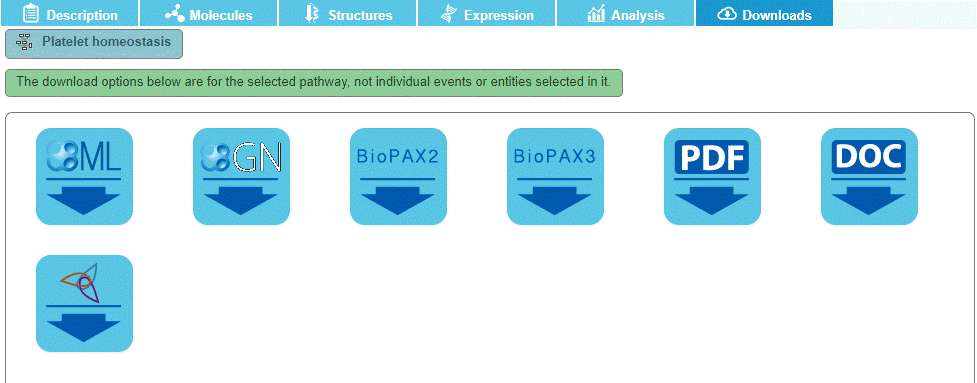 Description Molecules Structures Expression Analysis Downloads
Platelet homeostasis
The download options below are for the selected pathway, not individual events or entities selected in it.
ML GN BioPAX2 BioPAX3 PDF DOC